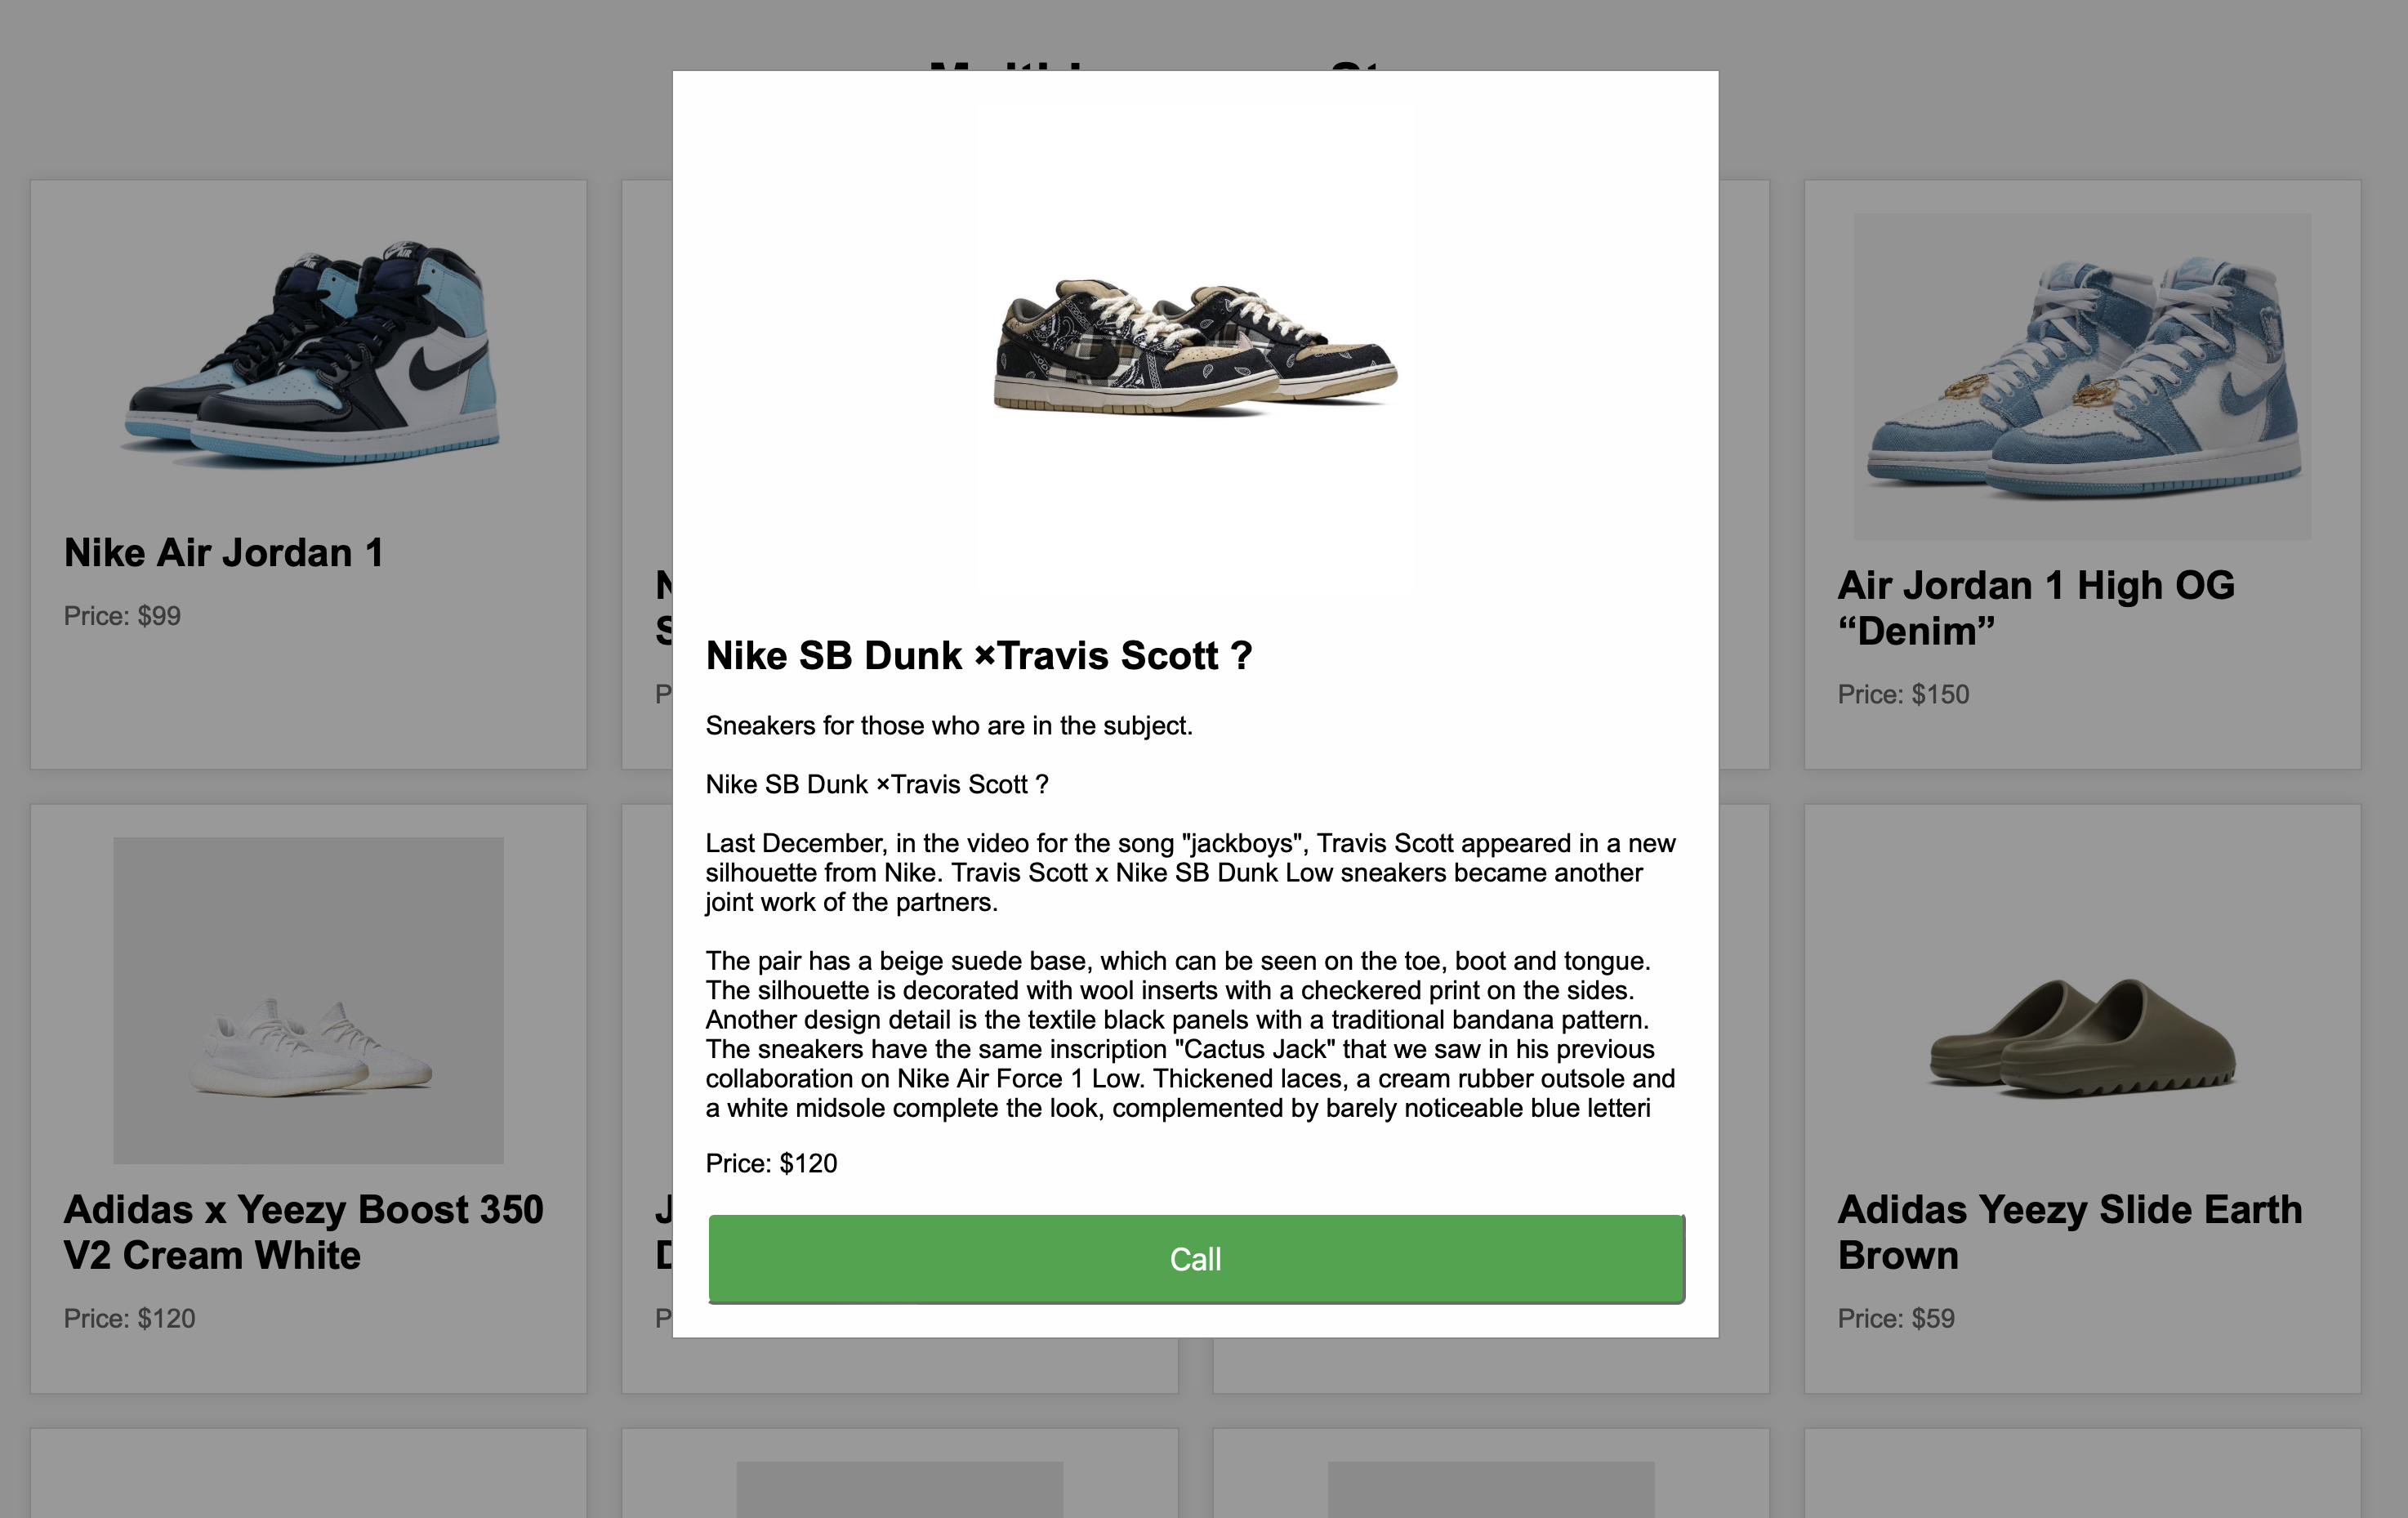 Nike Air Jordan 1
Price: $99
Air Jordan 1 High OG
“Denim”
Price: $150
Nike SB Dunk ×Travis Scott ?
Sneakers for those who are in the subject.
Nike SB Dunk ×Travis Scott ?
Last December, in the video for the song "jackboys", Travis Scott appeared in a new
silhouette from Nike. Travis Scott x Nike SB Dunk Low sneakers became another
joint work of the partners.
The pair has a beige suede base, which can be seen on the toe, boot and tongue.
The silhouette is decorated with wool inserts with a checkered print on the sides.
Another design detail is the textile black panels with a traditional bandana pattern.
The sneakers have the same inscription "Cactus Jack" that we saw in his previous
collaboration on Nike Air Force 1 Low. Thickened laces, a cream rubber outsole and
a white midsole complete the look, complemented by barely noticeable blue letteri
Price: $120
Call
Adidas x Yeezy Boost 350
V2 Cream White
Price: $120
Adidas Yeezy Slide Earth
Brown
Price: $59